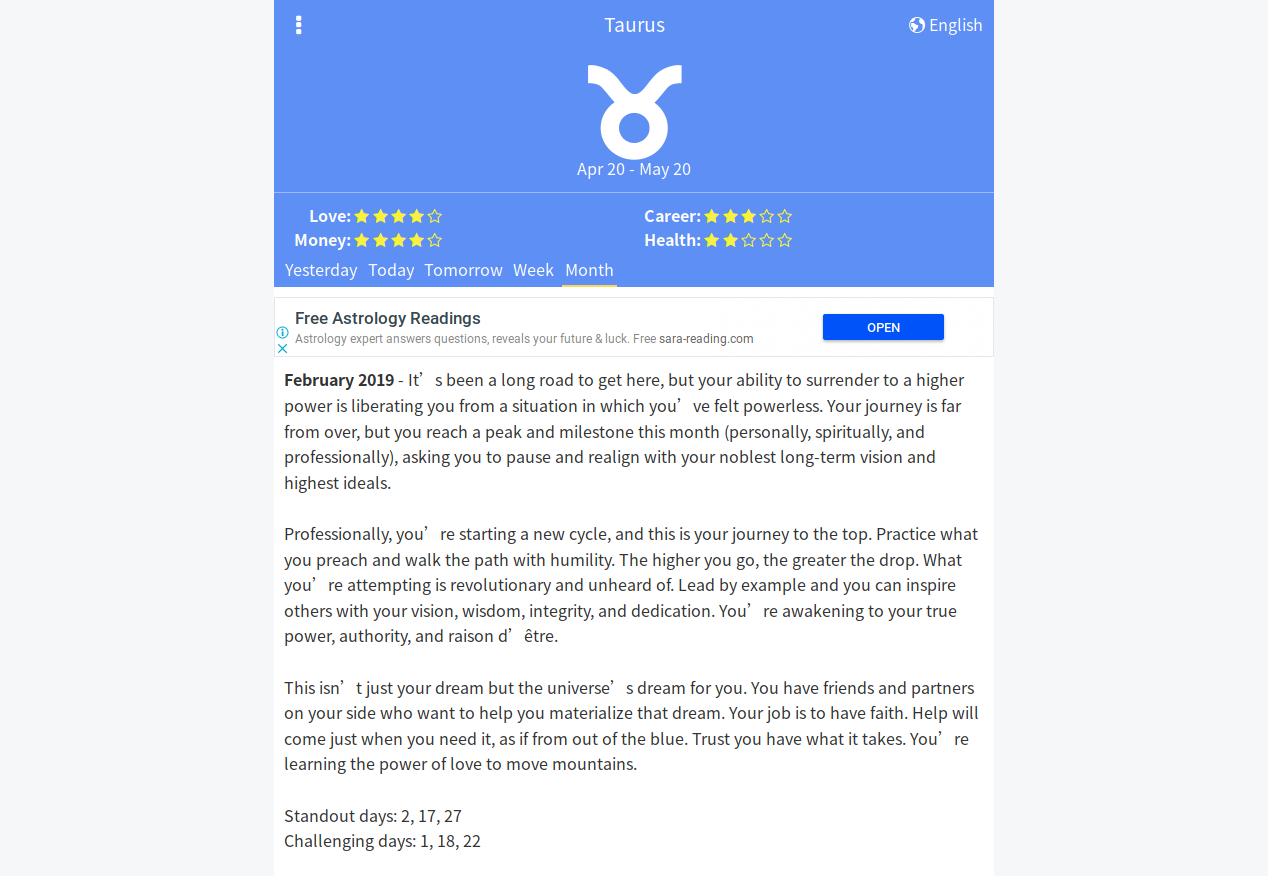 Taurus
English
Apr 20 - May 20
Love:
Career:
Money:
Health:
Yesterday Today Tomorrow Week Month
Free Astrology Readings
Astrology expert answers questions, reveals your future & luck. Free sara-reading.com
OPEN
February 2019 - It’s been a long road to get here, but your ability to surrender to a higher
power is liberating you from a situation in which you’ve felt powerless. Your journey is far
from over, but you reach a peak and milestone this month (personally, spiritually, and
professionally), asking you to pause and realign with your noblest long-term vision and
highest ideals.
Professionally, you’re starting a new cycle, and this is your journey to the top. Practice what
you preach and walk the path with humility. The higher you go, the greater the drop. What
you’re attempting is revolutionary and unheard of. Lead by example and you can inspire
others with your vision, wisdom, integrity, and dedication. You’re awakening to your true
power, authority, and raison d’être.
This isn’t just your dream but the universe’s dream for you. You have friends and partners
on your side who want to help you materialize that dream. Your job is to have faith. Help will
come just when you need it, as if from out of the blue. Trust you have what it takes. You’re
learning the power of love to move mountains.
Standout days: 2, 17, 27
Challenging days: 1, 18, 22